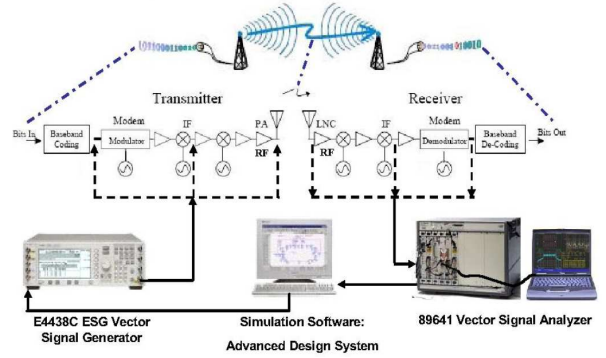 Transmitter
Receiver
Bits In
Baseband
Coding
Modem
Modulator
IF
PA
RF
LNC
RF
IF
Modem
Demodulator
Baseband
De-Coding
Bits Out
E4438C ESG Vector
Signal Generator
Simulation Software:
Advanced Design System
89641 Vector Signal Analyzer